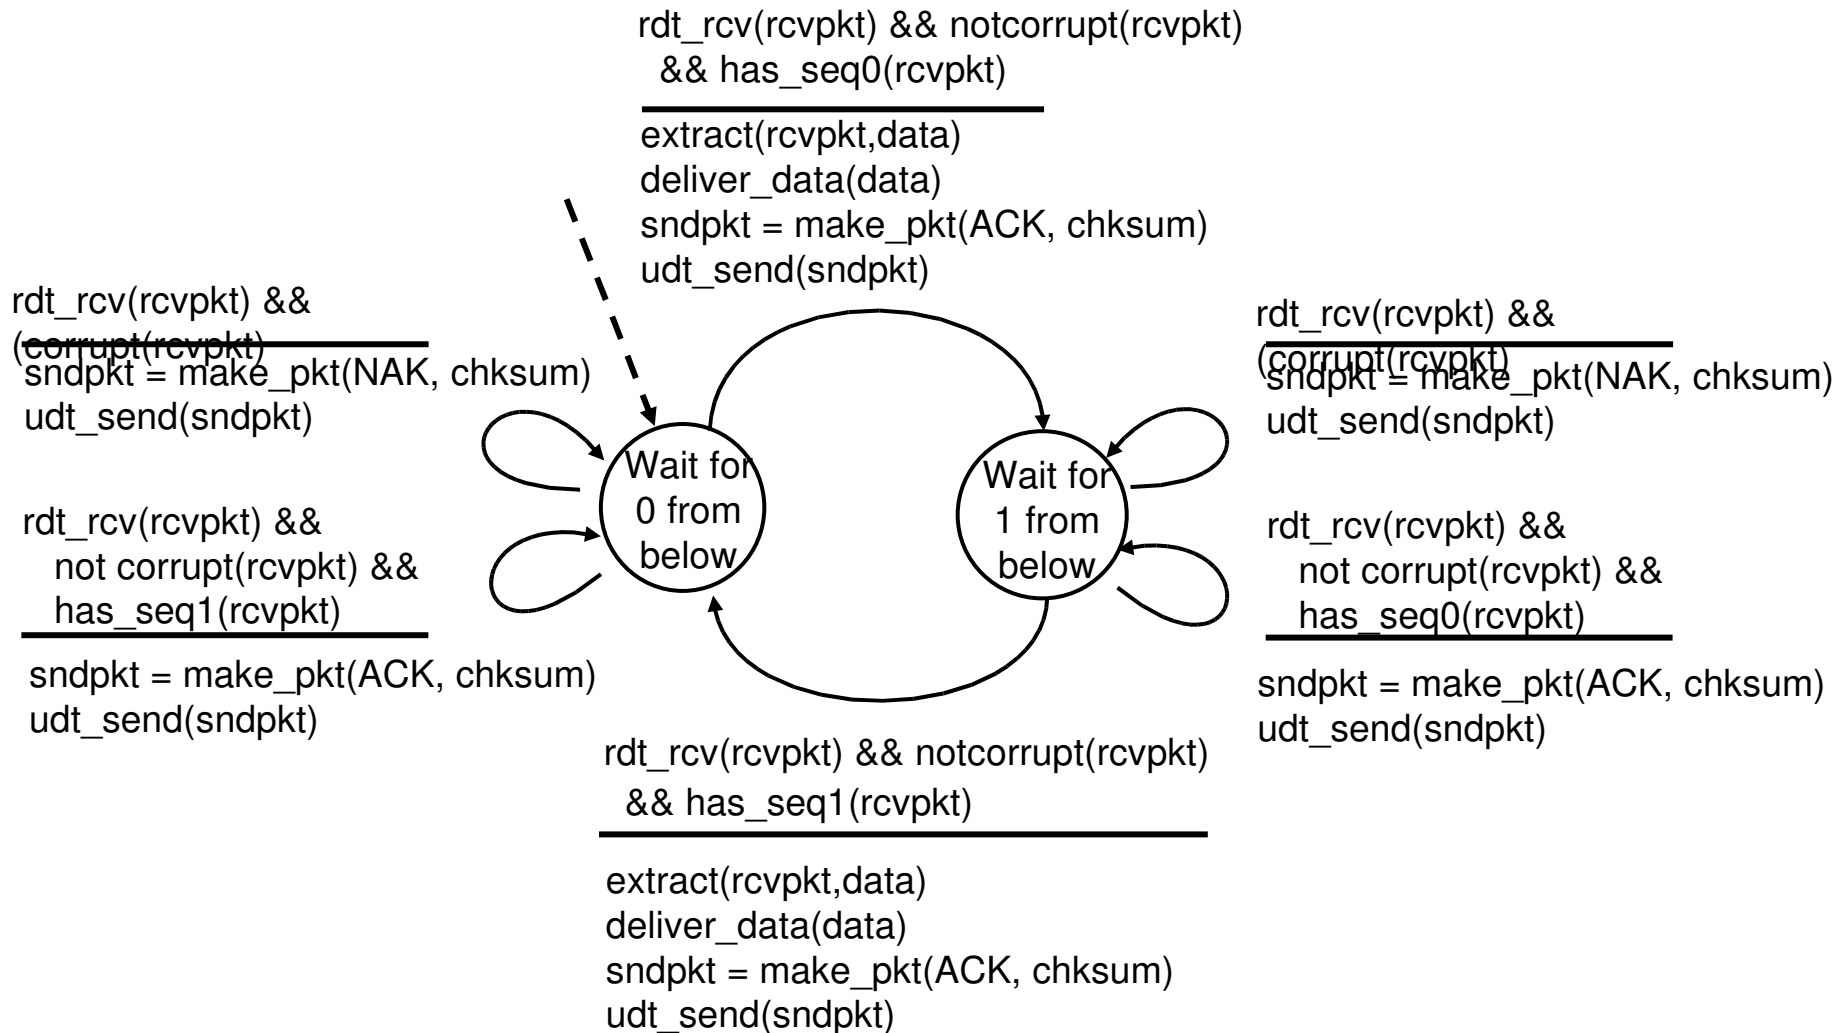 rdt_rcv(rcvpkt) && notcorrupt(rcvpkt)
&& has_seq0(rcvpkt)
extract(rcvpkt,data)
deliver_data(data)
sndpkt = make_pkt(ACK, chksum)
udt_send(sndpkt)
rdt_rcv(rcvpkt) &&
(corrupt(rcvpkt)
sndpkt = make_pkt(NAK, chksum)
udt_send(sndpkt)
rdt_rcv(rcvpkt) &&
not corrupt(rcvpkt) &&
has_seq1(rcvpkt)
sndpkt = make_pkt(ACK, chksum)
udt_send(sndpkt)
Wait for
0 from
below
Wait for
1 from
below
rdt_rcv(rcvpkt) &&
(corrupt(rcvpkt)
sndpkt = make_pkt(NAK, chksum)
udt_send(sndpkt)
rdt_rcv(rcvpkt) &&
not corrupt(rcvpkt) &&
has_seq0(rcvpkt)
sndpkt = make_pkt(ACK, chksum)
udt_send(sndpkt)
rdt_rcv(rcvpkt) && notcorrupt(rcvpkt)
&& has_seq1(rcvpkt)
extract(rcvpkt,data)
deliver_data(data)
sndpkt = make_pkt(ACK, chksum)
udt_send(sndpkt)